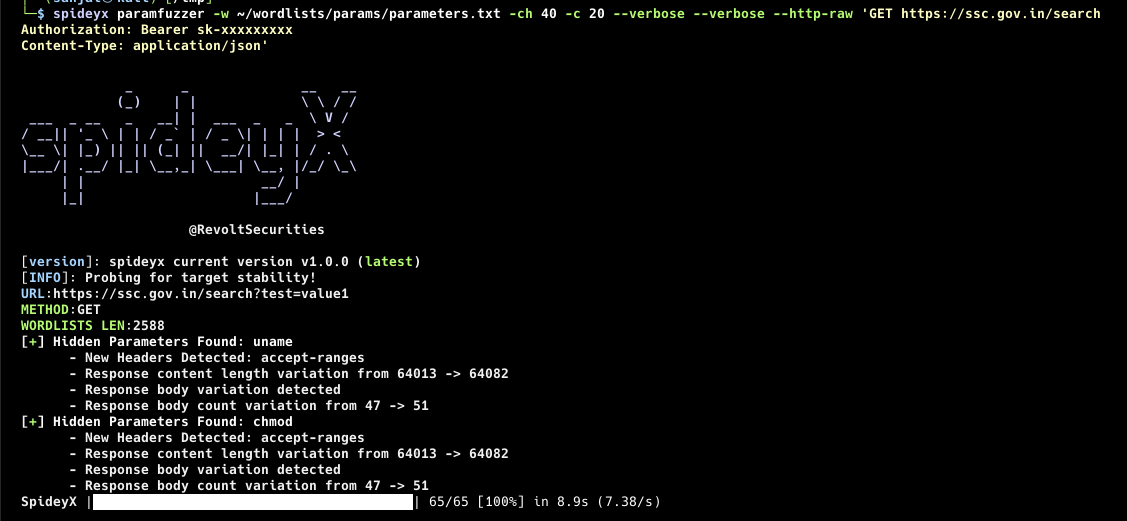 └─$ spideyx paramfuzzer -w ~/wordlists/params/parameters.txt -ch 40 -c 20 --verbose --verbose --http-raw 'GET https://ssc.gov.in/search
Authorization: Bearer sk-xxxxxxxxx
Content-Type: application/json'
spideyX
@RevoltSecurities
[version]: spideyx current version v1.0.0 (latest)
[INFO]: Probing for target stability!
URL:https://ssc.gov.in/search?test=value1
METHOD:GET
WORDLISTS LEN:2588
[+] Hidden Parameters Found: uname
- New Headers Detected: accept-ranges
- Response content length variation from 64013 -> 64082
- Response body variation detected
- Response body count variation from 47 -> 51
[+] Hidden Parameters Found: chmod
- New Headers Detected: accept-ranges
- Response content length variation from 64013 -> 64082
- Response body variation detected
- Response body count variation from 47 -> 51
SpideyX |████████████████████████████████████████| 65/65 [100%] in 8.9s (7.38/s)